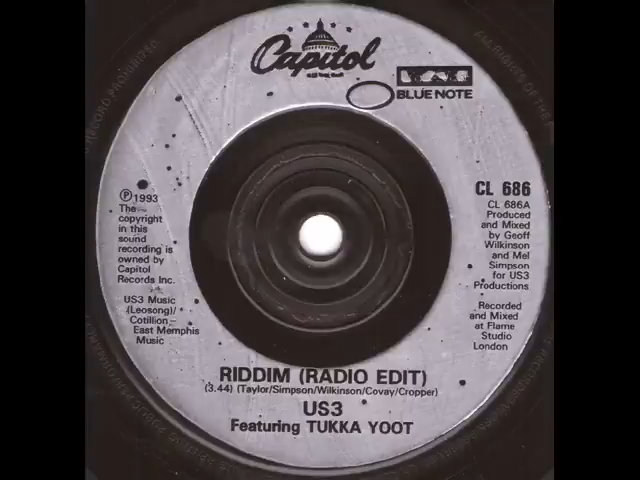 Capitol
BLUE NOTE
CL 686
CL 686A
Produced
and Mixed
by Geoff
Wilkinson
and Mel
Simpson
for US3
Productions
Recorded
and Mixed
at Flame
Studio
London
Ⓟ1993
The
copyright
in this
sound
recording is
owned by
Capitol
Records Inc.
US3 Music
(Leosong)/
Cotillion–
East Memphis
Music
RIDDIM (RADIO EDIT)
(3.44) (Taylor/Simpson/Wilkinson/Covay/Cropper)
US3
Featuring TUKKA YOOT